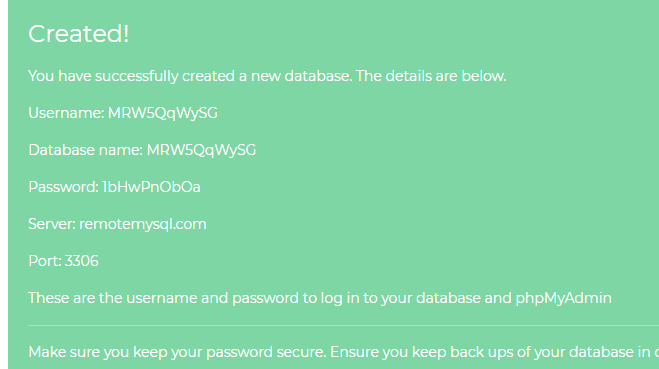 Created!
You have successfully created a new database. The details are below.
Username: MRW5QqWySG
Database name: MRW5QqWySG
Password: 1bHwPnObOa
Server: remotemysql.com
Port: 3306
These are the username and password to log in to your database and phpMyAdmin
Make sure you keep your password secure. Ensure you keep back ups of your database in